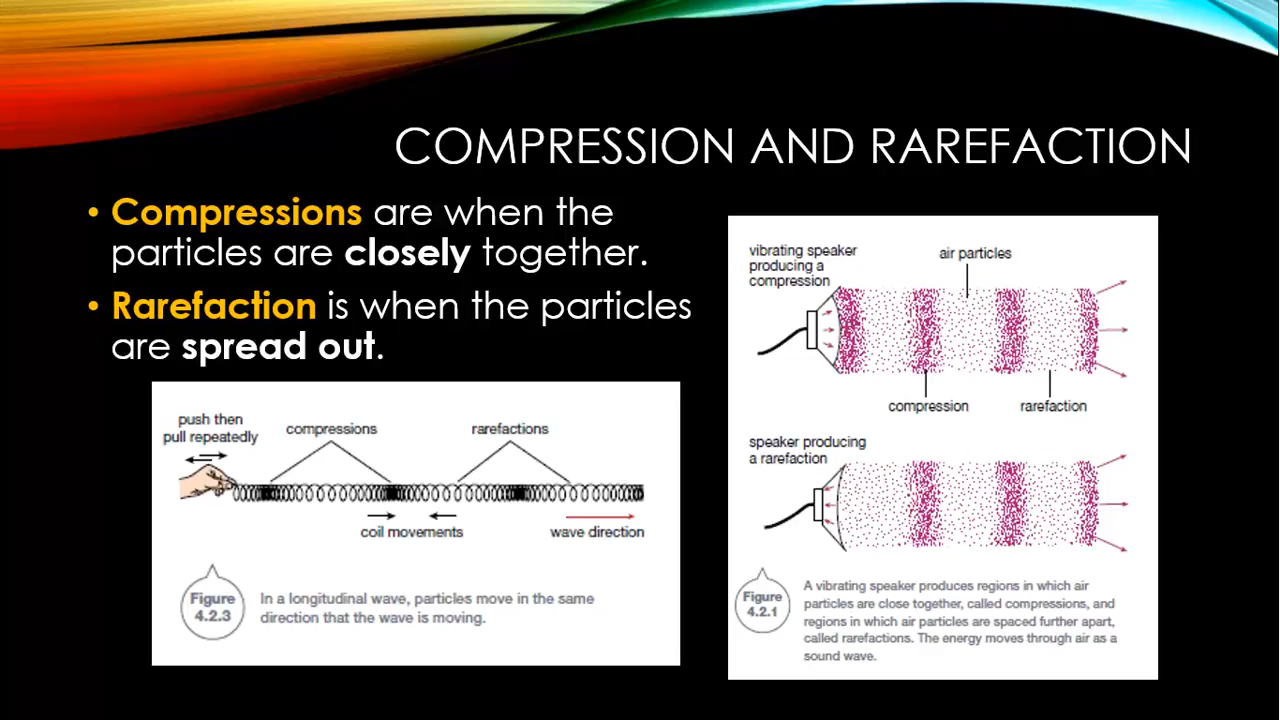 COMPRESSION AND RAREFACTION
• Compressions are when the
particles are closely together.
• Rarefaction is when the particles
are spread out.
push then
pull repeatedly
compressions
rarefactions
coil movements
wave direction
Figure
4.2.3
In a longitudinal wave, particles move in the same
direction that the wave is moving.
vibrating speaker
producing a
compression
air particles
compression
rarefaction
speaker producing
a rarefaction
Figure
4.2.1
A vibrating speaker produces regions in which air
particles are close together, called compressions, and
regions in which air particles are spaced further apart,
called rarefactions. The energy moves through air as a
sound wave.